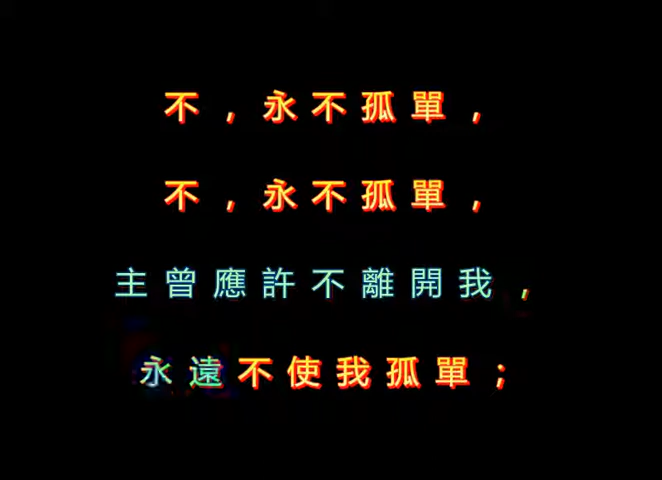 不，永不孤單，
不，永不孤單，
主曾應許不離開我，
永遠不使我孤單；